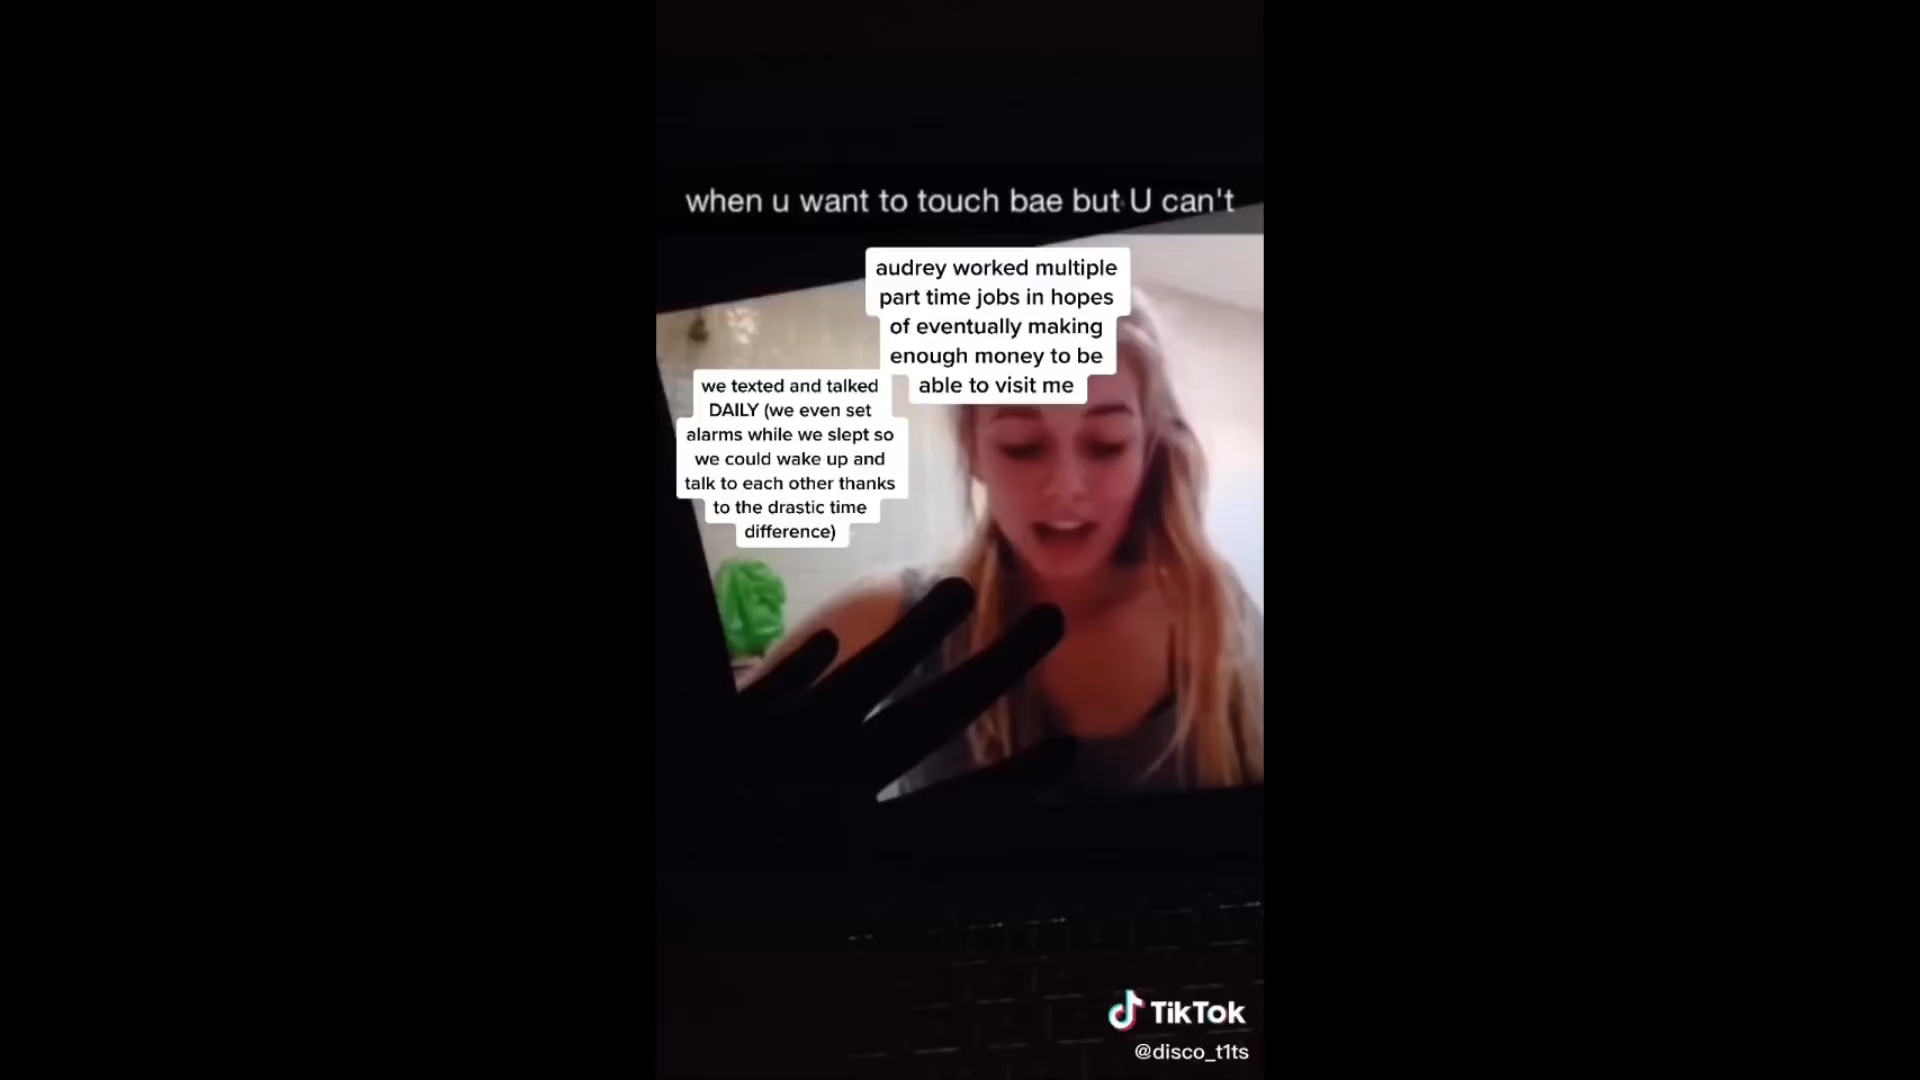 when u want to touch bae but U can't
audrey worked multiple
part time jobs in hopes
of eventually making
enough money to be
able to visit me
we texted and talked
DAILY (we even set
alarms while we slept so
we could wake up and
talk to each other thanks
to the drastic time
difference)
TikTok
@disco_t1ts